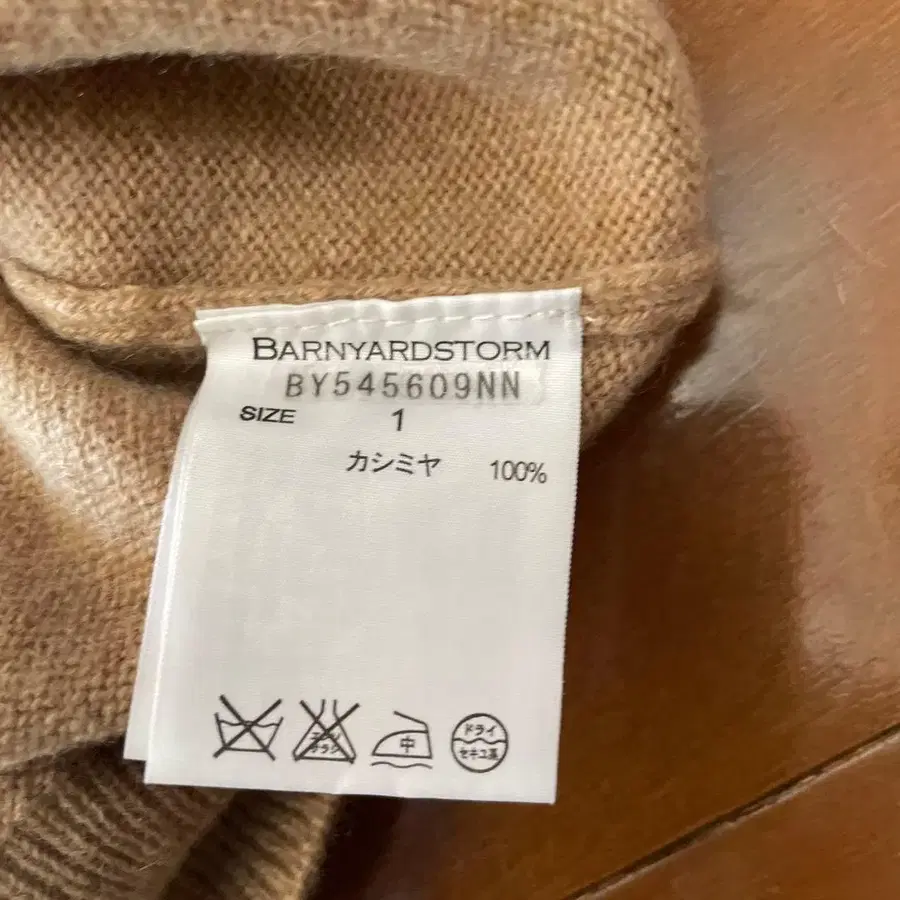 BARNYARDSTORM
BY545609NN
SIZE 1
カシミヤ 100%
中
ドライ
セキユ系